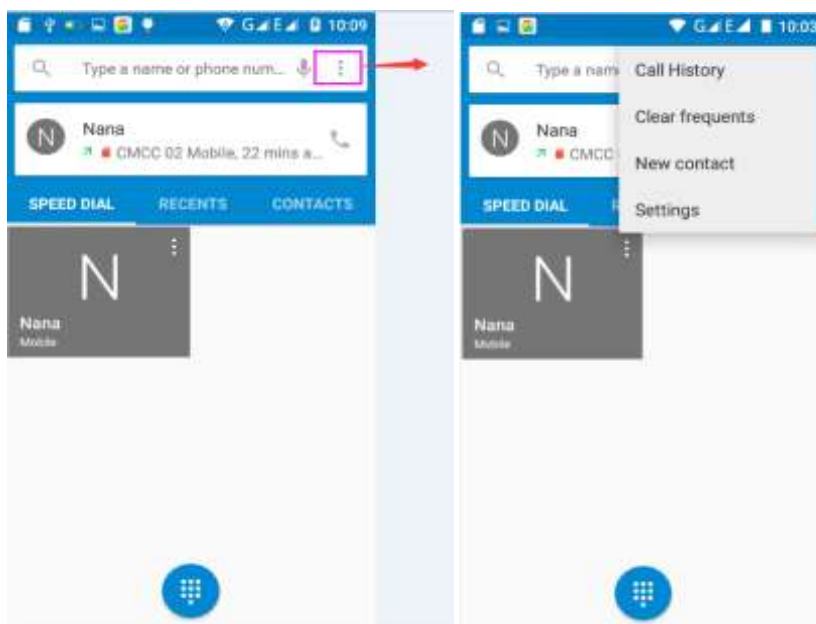 G E 10:09
Type a name or phone num...
N
Nana
CMCC 02 Mobile, 22 mins a...
SPEED DIAL RECENTS CONTACTS
N
Nana
Mobile
G E 10:03
Type a nam
N
Nana
CMCC
SPEED DIAL R
N
Nana
Mobile
Call History
Clear frequents
New contact
Settings